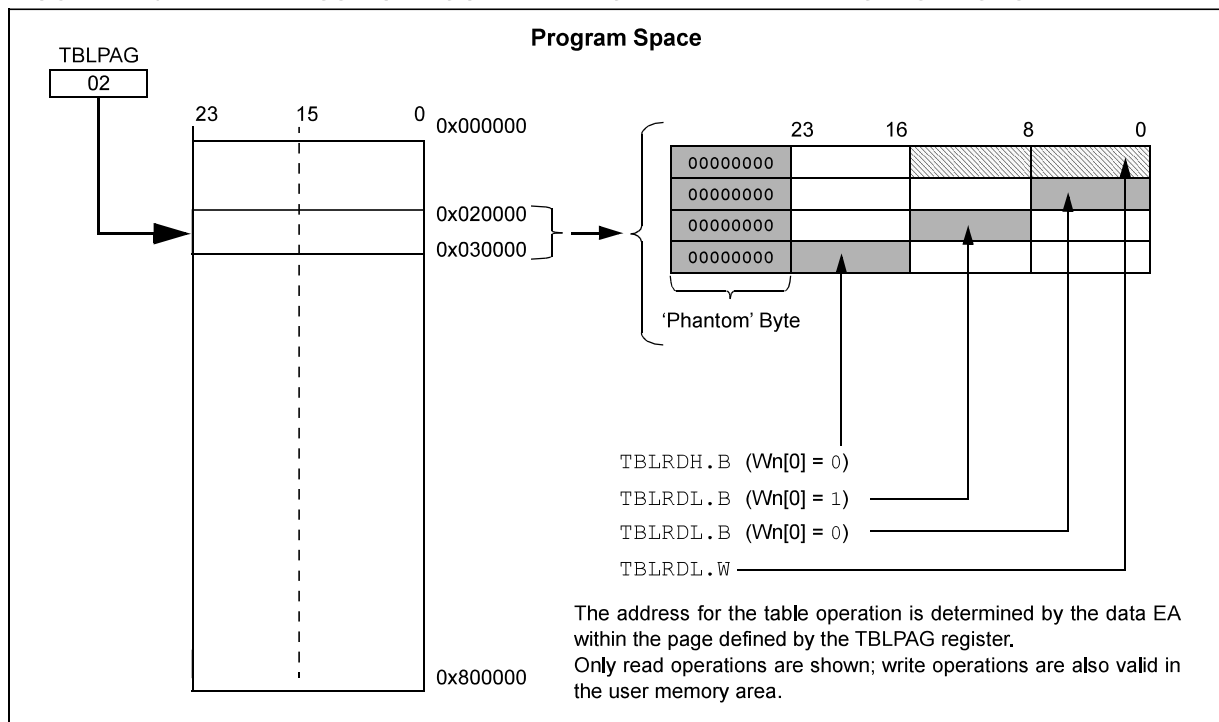 Program Space
TBLPAG
02
23 15 0
0x000000
0x020000
0x030000
0x800000
23 16 8 0
00000000
00000000
00000000
00000000
‘Phantom’ Byte
TBLRDH.B (Wn[0] = 0)
TBLRDL.B (Wn[0] = 1)
TBLRDL.B (Wn[0] = 0)
TBLRDL.W
The address for the table operation is determined by the data EA
within the page defined by the TBLPAG register.
Only read operations are shown; write operations are also valid in
the user memory area.